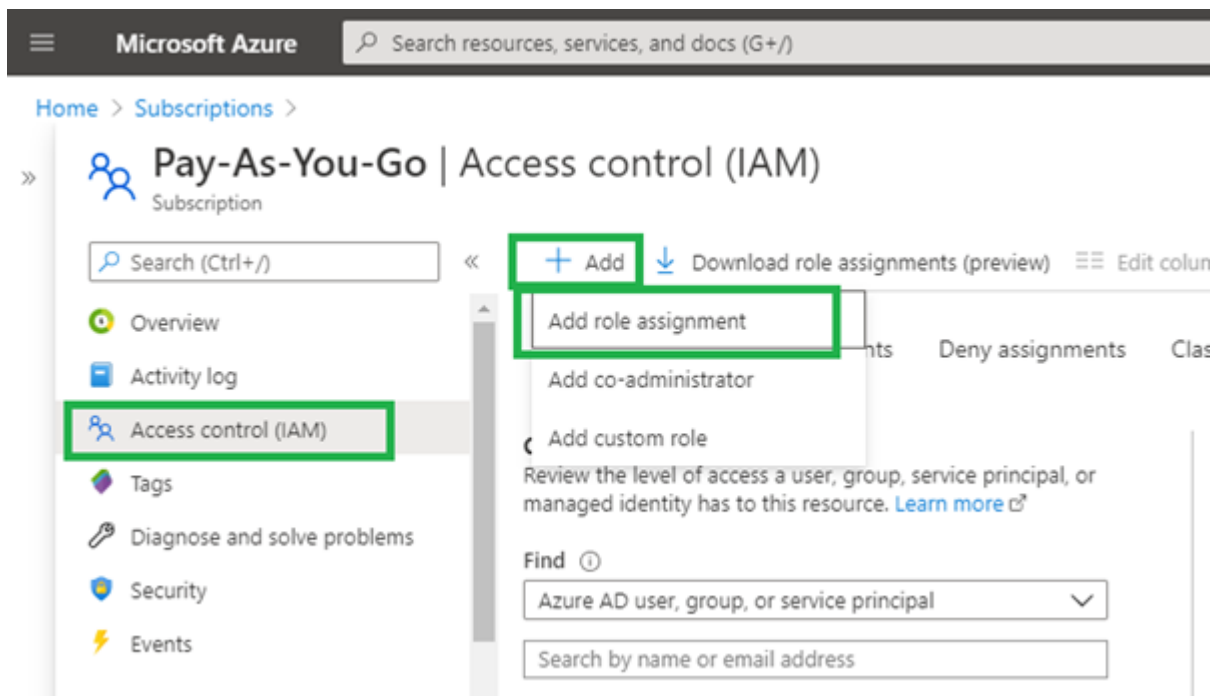 Microsoft Azure
Search resources, services, and docs (G+/)
Home > Subscriptions >
»
Pay-As-You-Go | Access control (IAM)
Subscription
Search (Ctrl+/)
«
+ Add
Download role assignments (preview)
Edit colum
Overview
Activity log
Access control (IAM)
Tags
Diagnose and solve problems
Security
Events
Add role assignment
Add co-administrator
Add custom role
nts
Deny assignments
Clas
Review the level of access a user, group, service principal, or
managed identity has to this resource. Learn more
Find
Azure AD user, group, or service principal
Search by name or email address